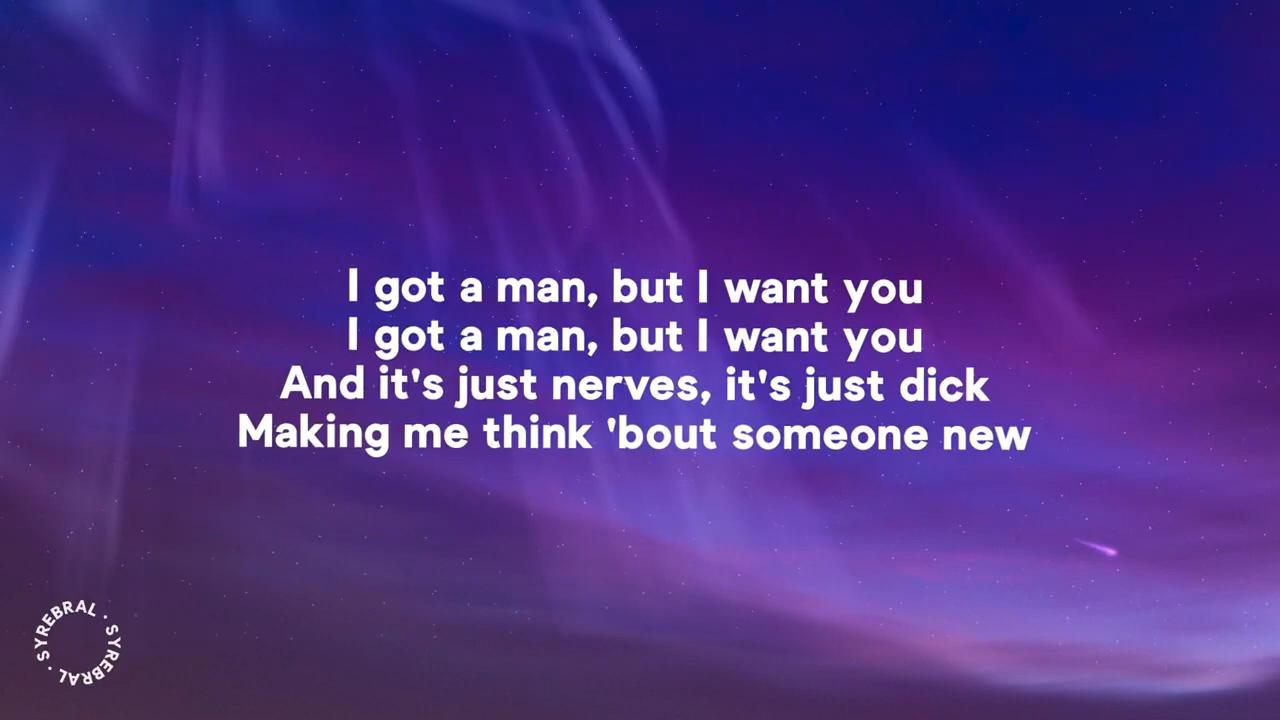 I got a man, but I want you
I got a man, but I want you
And it's just nerves, it's just dick
Making me think 'bout someone new
SYREBRAL · SYREBRAL ·